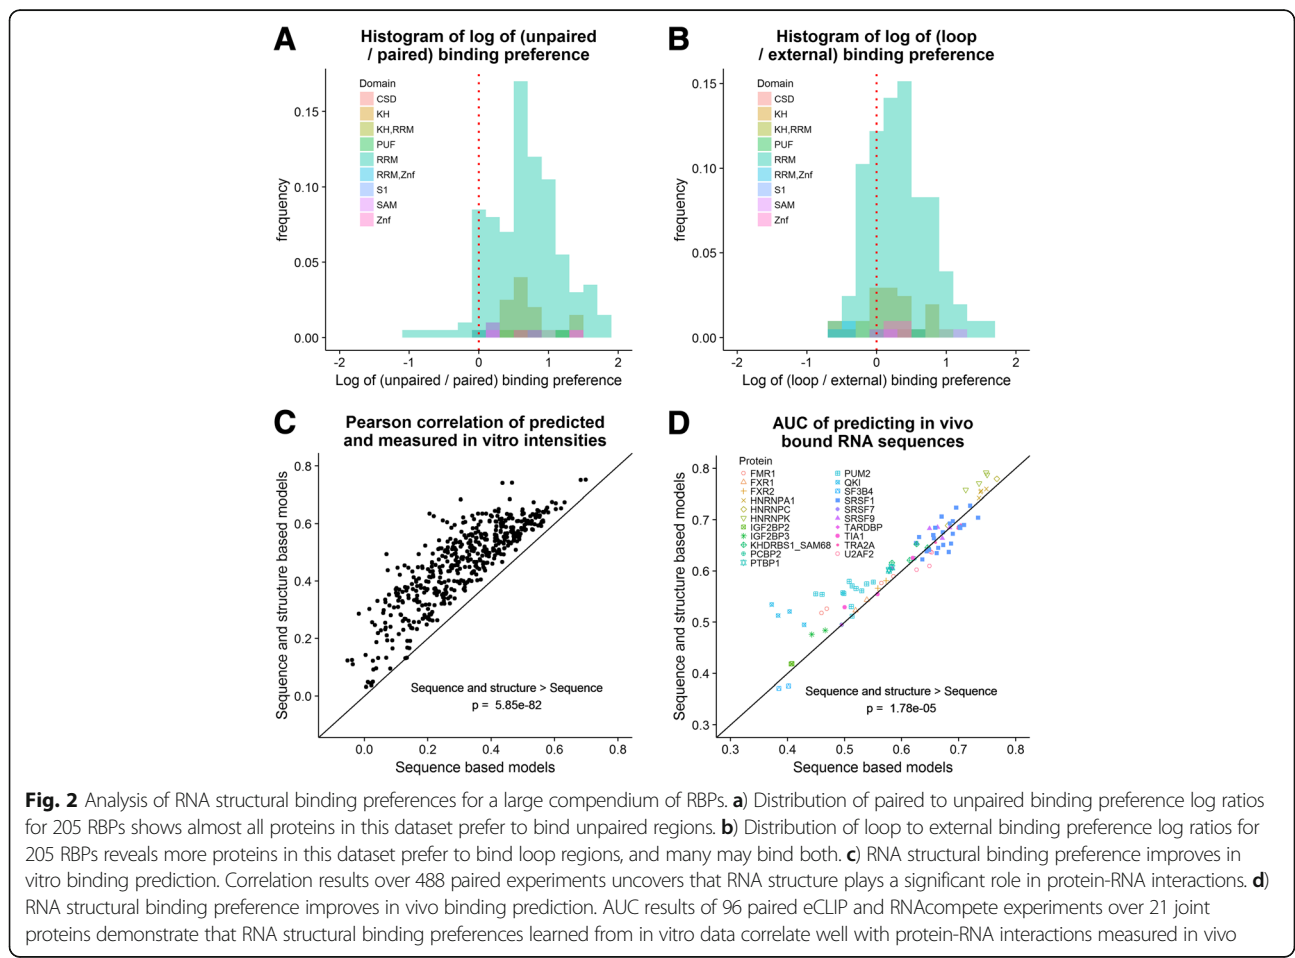 A
Histogram of log of (unpaired
/ paired) binding preference
Domain
CSD
KH
KH,RRM
PUF
RRM
RRM,Znf
S1
SAM
Znf
frequency
0.15
0.10
0.05
0.00
-2 -1 0 1 2
Log of (unpaired / paired) binding preference
B
Histogram of log of (loop
/ external) binding preference
Domain
CSD
KH
KH,RRM
PUF
RRM
RRM,Znf
S1
SAM
Znf
frequency
0.15
0.10
0.05
0.00
-2 -1 0 1 2
Log of (loop / external) binding preference
C
Pearson correlation of predicted
and measured in vitro intensities
Sequence and structure based models
0.8
0.6
0.4
0.2
0.0
Sequence and structure > Sequence
p = 5.85e-82
0.0 0.2 0.4 0.6 0.8
Sequence based models
D
AUC of predicting in vivo
bound RNA sequences
Protein
FMR1
FXR1
FXR2
HNRNPA1
HNRNPC
HNRNPK
IGF2BP2
IGF2BP3
KHDRBS1_SAM68
PCBP2
PTBP1
PUM2
QKI
SF3B4
SRSF1
SRSF7
SRSF9
TARDBP
TIA1
TRA2A
U2AF2
Sequence and structure based models
0.8
0.7
0.6
0.5
0.4
0.3
Sequence and structure > Sequence
p = 1.78e-05
0.3 0.4 0.5 0.6 0.7 0.8
Sequence based models
Fig. 2 Analysis of RNA structural binding preferences for a large compendium of RBPs. a) Distribution of paired to unpaired binding preference log ratios
for 205 RBPs shows almost all proteins in this dataset prefer to bind unpaired regions. b) Distribution of loop to external binding preference log ratios for
205 RBPs reveals more proteins in this dataset prefer to bind loop regions, and many may bind both. c) RNA structural binding preference improves in
vitro binding prediction. Correlation results over 488 paired experiments uncovers that RNA structure plays a significant role in protein-RNA interactions. d)
RNA structural binding preference improves in vivo binding prediction. AUC results of 96 paired eCLIP and RNAcompete experiments over 21 joint
proteins demonstrate that RNA structural binding preferences learned from in vitro data correlate well with protein-RNA interactions measured in vivo